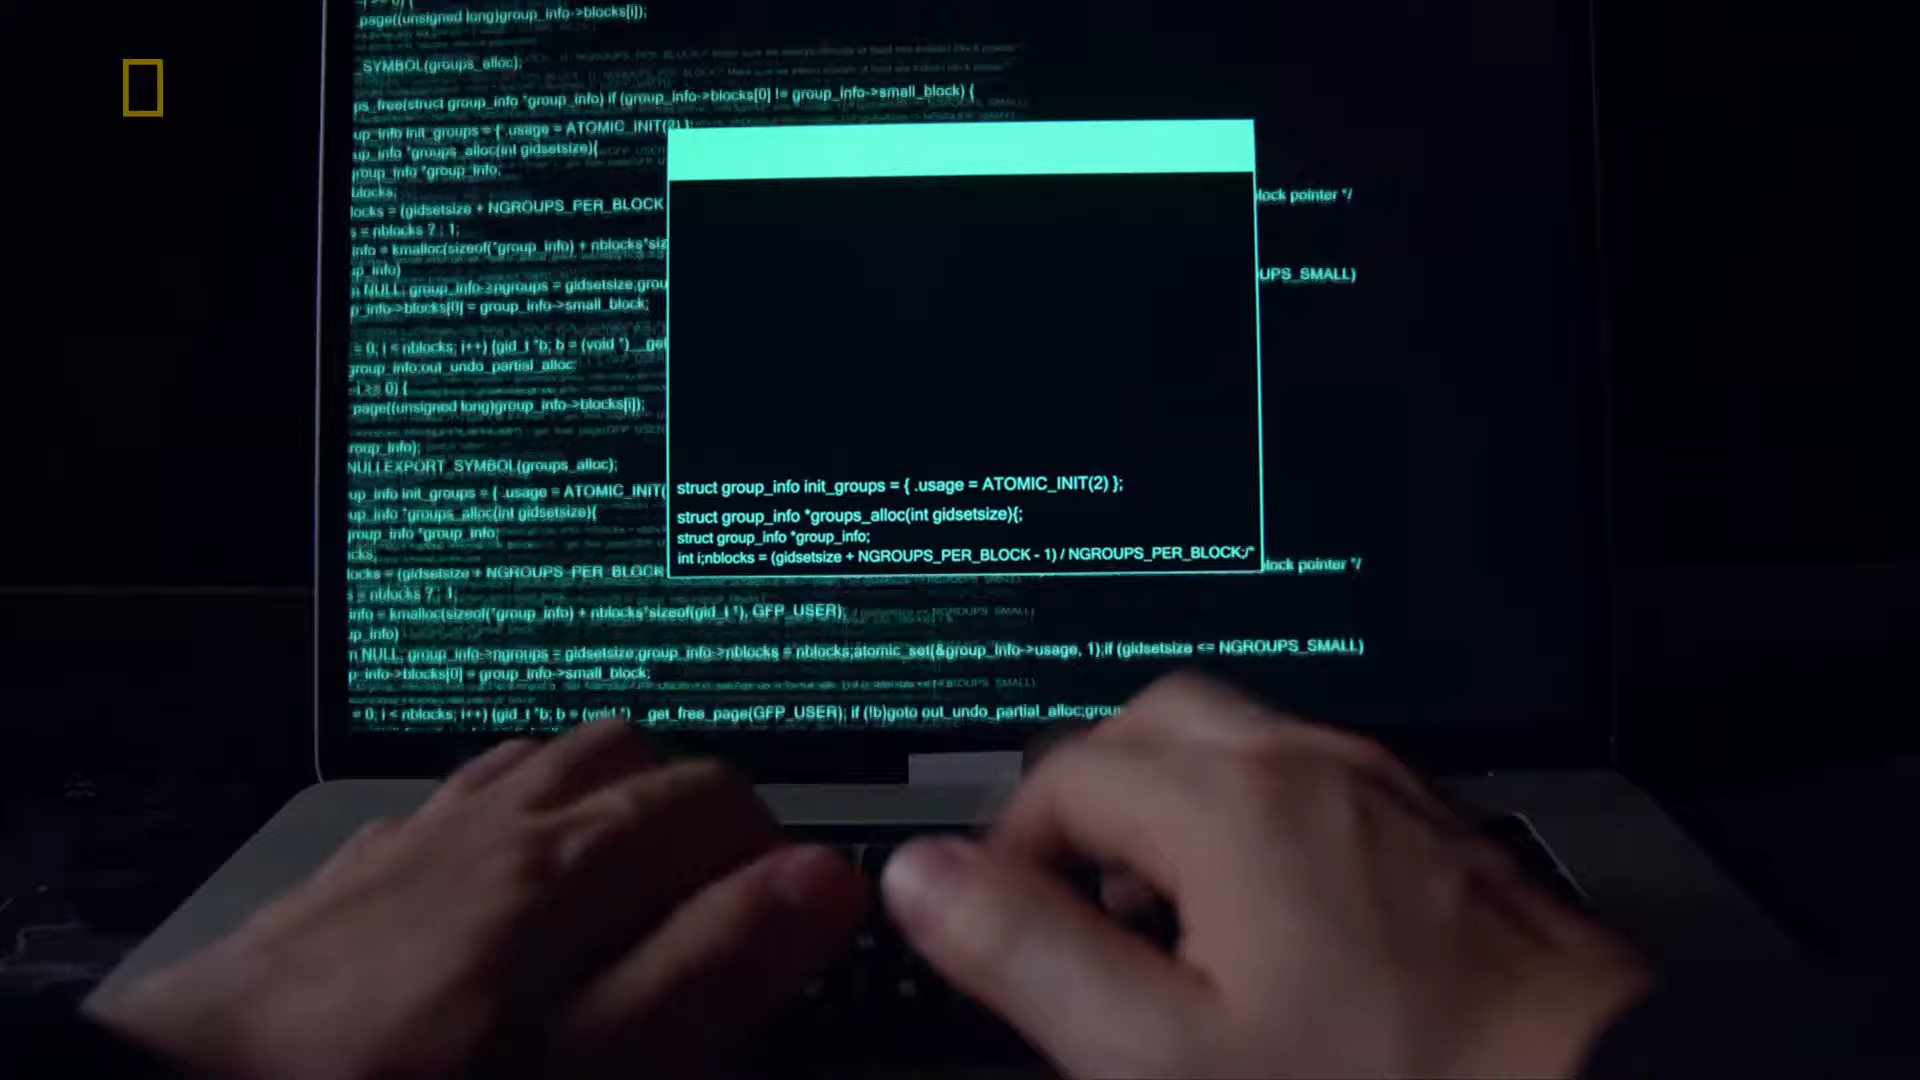 page((unsigned long)group_info->blocks[i]);
_SYMBOL(groups_alloc);
ps_free(struct group_info *group_info) if (group_info->blocks[0] != group_info->small_block) {
up_info init_groups = { .usage = ATOMIC_INIT(2) };
up_info *groups_alloc(int gidsetsize){
group_info *group_info;
blocks;
locks = (gidsetsize + NGROUPS_PER_BLOCK
lock pointer */
s = nblocks ? : 1;
info = kmalloc(sizeof(*group_info) + nblocks*siz
up_info)
UPS_SMALL)
n NULL; group_info->ngroups = gidsetsize;grou
p_info->blocks[0] = group_info->small_block;
= 0; i < nblocks; i++) {gid_t *b; b = (void *) __get
group_info;out_undo_partial_alloc:
-i >= 0) {
page((unsigned long)group_info->blocks[i]);
roup_info);
NULLEXPORT_SYMBOL(groups_alloc);
up_info init_groups = { .usage = ATOMIC_INIT(
up_info *groups_alloc(int gidsetsize){
group_info *group_info;
cks;
locks = (gidsetsize + NGROUPS_PER_BLOCK
lock pointer */
struct group_info init_groups = { .usage = ATOMIC_INIT(2) };
struct group_info *groups_alloc(int gidsetsize){;
struct group_info *group_info;
int i;nblocks = (gidsetsize + NGROUPS_PER_BLOCK - 1) / NGROUPS_PER_BLOCK;/*
s = nblocks ? : 1;
info = kmalloc(sizeof(*group_info) + nblocks*sizeof(gid_t *), GFP_USER);
up_info)
n NULL; group_info->ngroups = gidsetsize;group_info->nblocks = nblocks;atomic_set(&group_info->usage, 1);if (gidsetsize <= NGROUPS_SMALL)
p_info->blocks[0] = group_info->small_block;
= 0; i < nblocks; i++) {gid_t *b; b = (void *) __get_free_page(GFP_USER); if (!b)goto out_undo_partial_alloc;grou